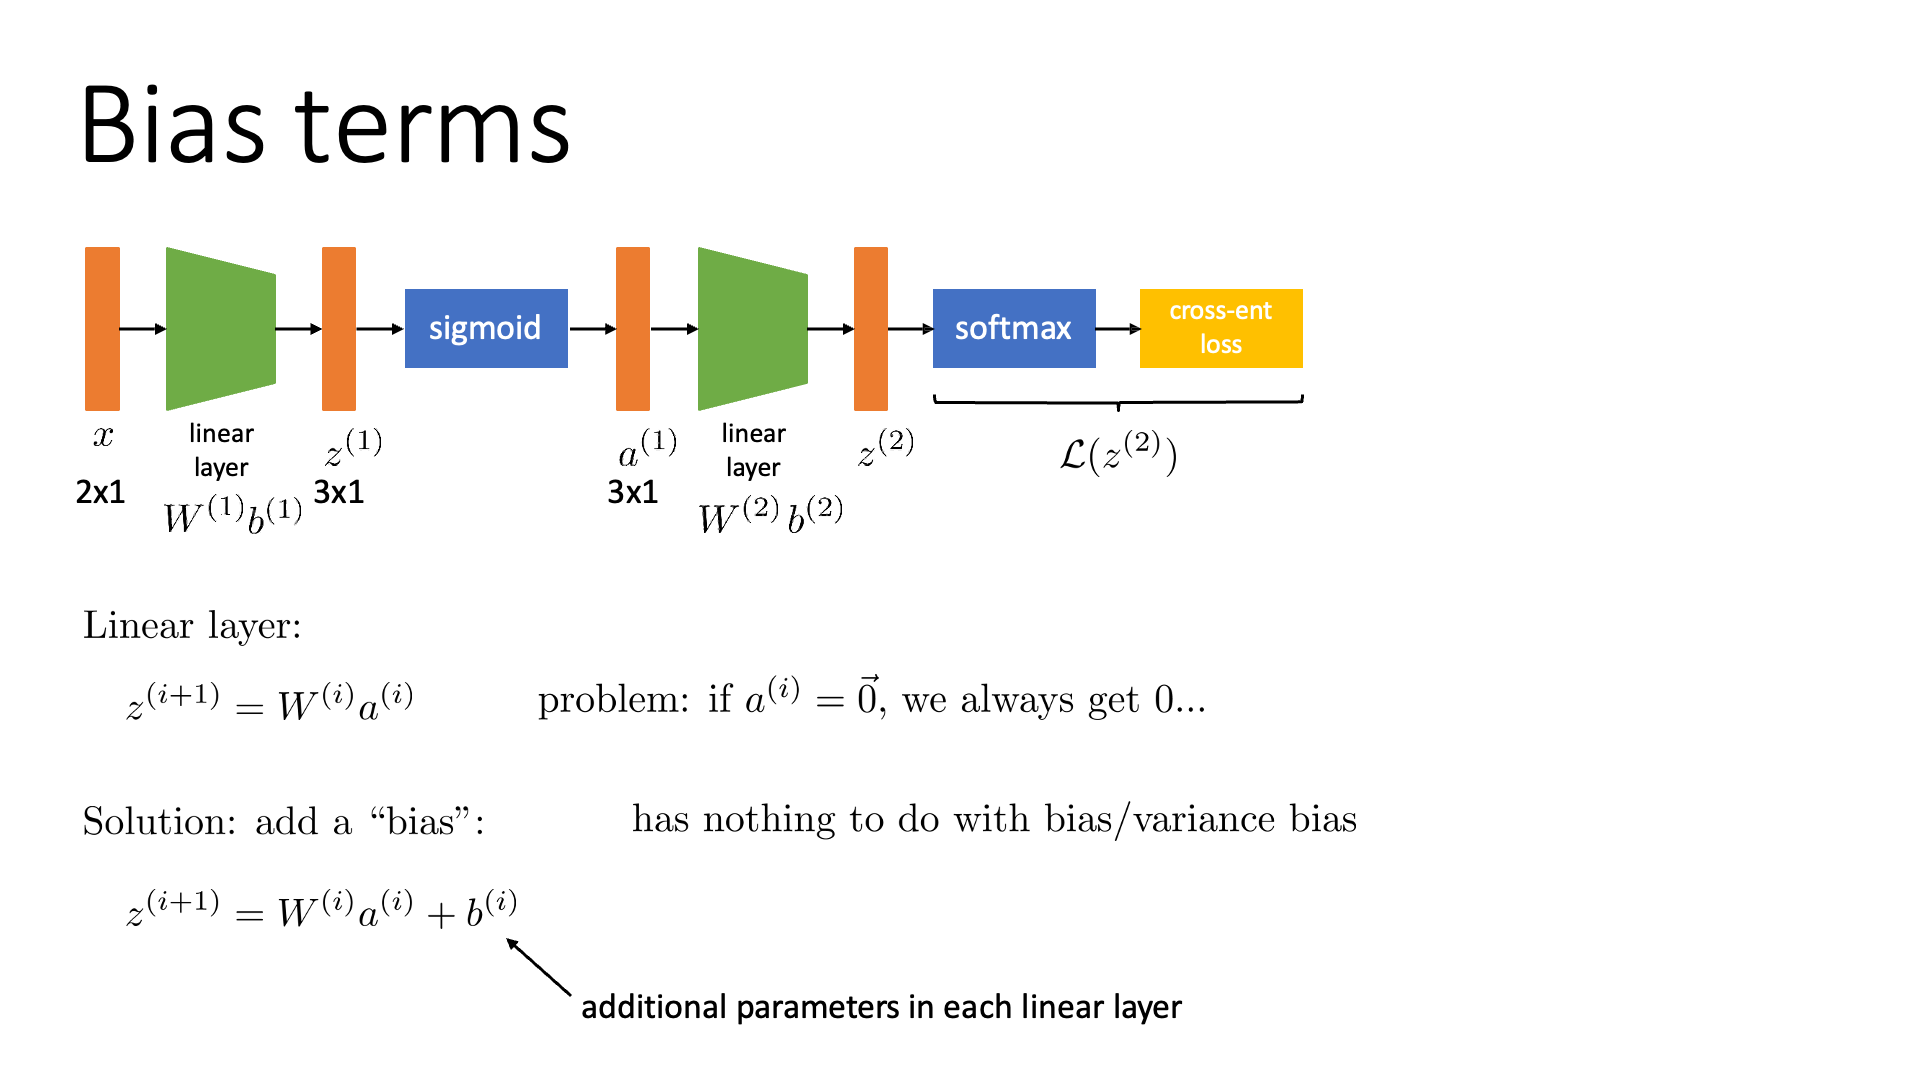 Bias terms
sigmoid
softmax
cross-ent
loss
x
linear
layer
z^{(1)}
a^{(1)}
linear
layer
z^{(2)}
\mathcal{L}(z^{(2)})
2x1
W^{(1)} b^{(1)}
3x1
3x1
W^{(2)} b^{(2)}
Linear layer:
z^{(i+1)} = W^{(i)} a^{(i)}
problem: if a^{(i)} = \vec{0}, we always get 0...
Solution: add a “bias”:
has nothing to do with bias/variance bias
z^{(i+1)} = W^{(i)} a^{(i)} + b^{(i)}
additional parameters in each linear layer